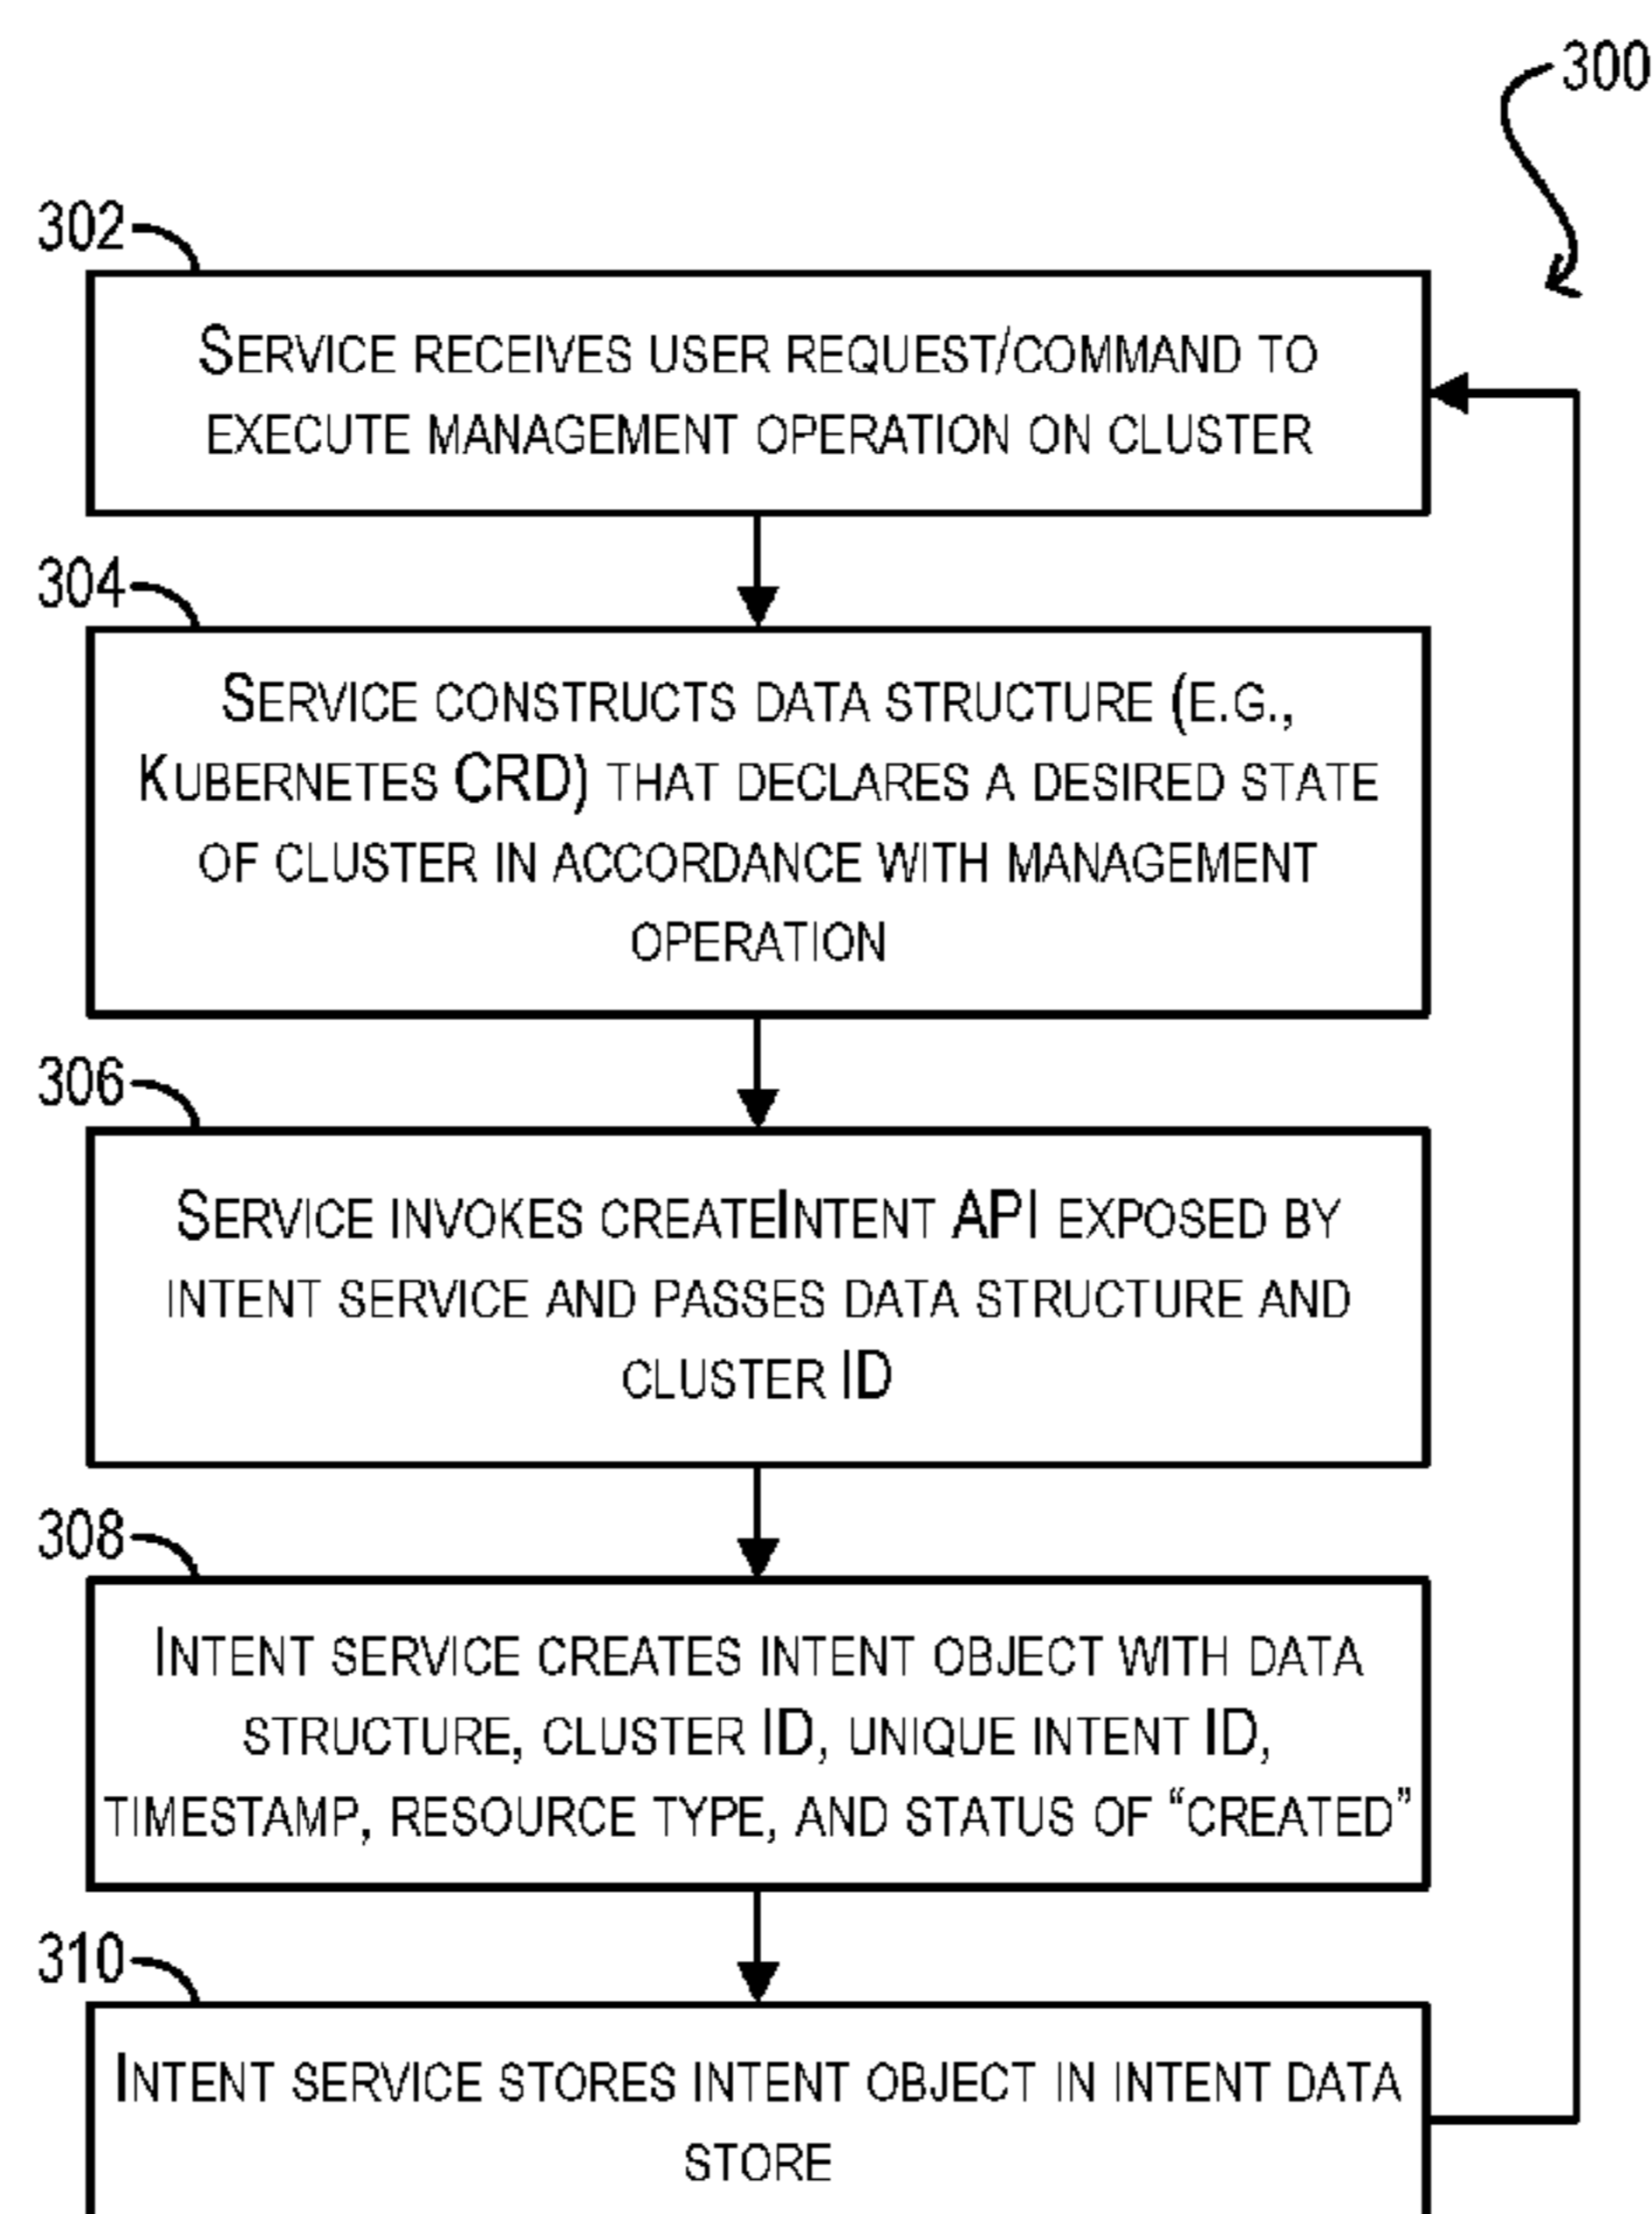 300
302
SERVICE RECEIVES USER REQUEST/COMMAND TO
EXECUTE MANAGEMENT OPERATION ON CLUSTER
304
SERVICE CONSTRUCTS DATA STRUCTURE (E.G.,
KUBERNETES CRD) THAT DECLARES A DESIRED STATE
OF CLUSTER IN ACCORDANCE WITH MANAGEMENT
OPERATION
306
SERVICE INVOKES CREATEINTENT API EXPOSED BY
INTENT SERVICE AND PASSES DATA STRUCTURE AND
CLUSTER ID
308
INTENT SERVICE CREATES INTENT OBJECT WITH DATA
STRUCTURE, CLUSTER ID, UNIQUE INTENT ID,
TIMESTAMP, RESOURCE TYPE, AND STATUS OF “CREATED”
310
INTENT SERVICE STORES INTENT OBJECT IN INTENT DATA
STORE